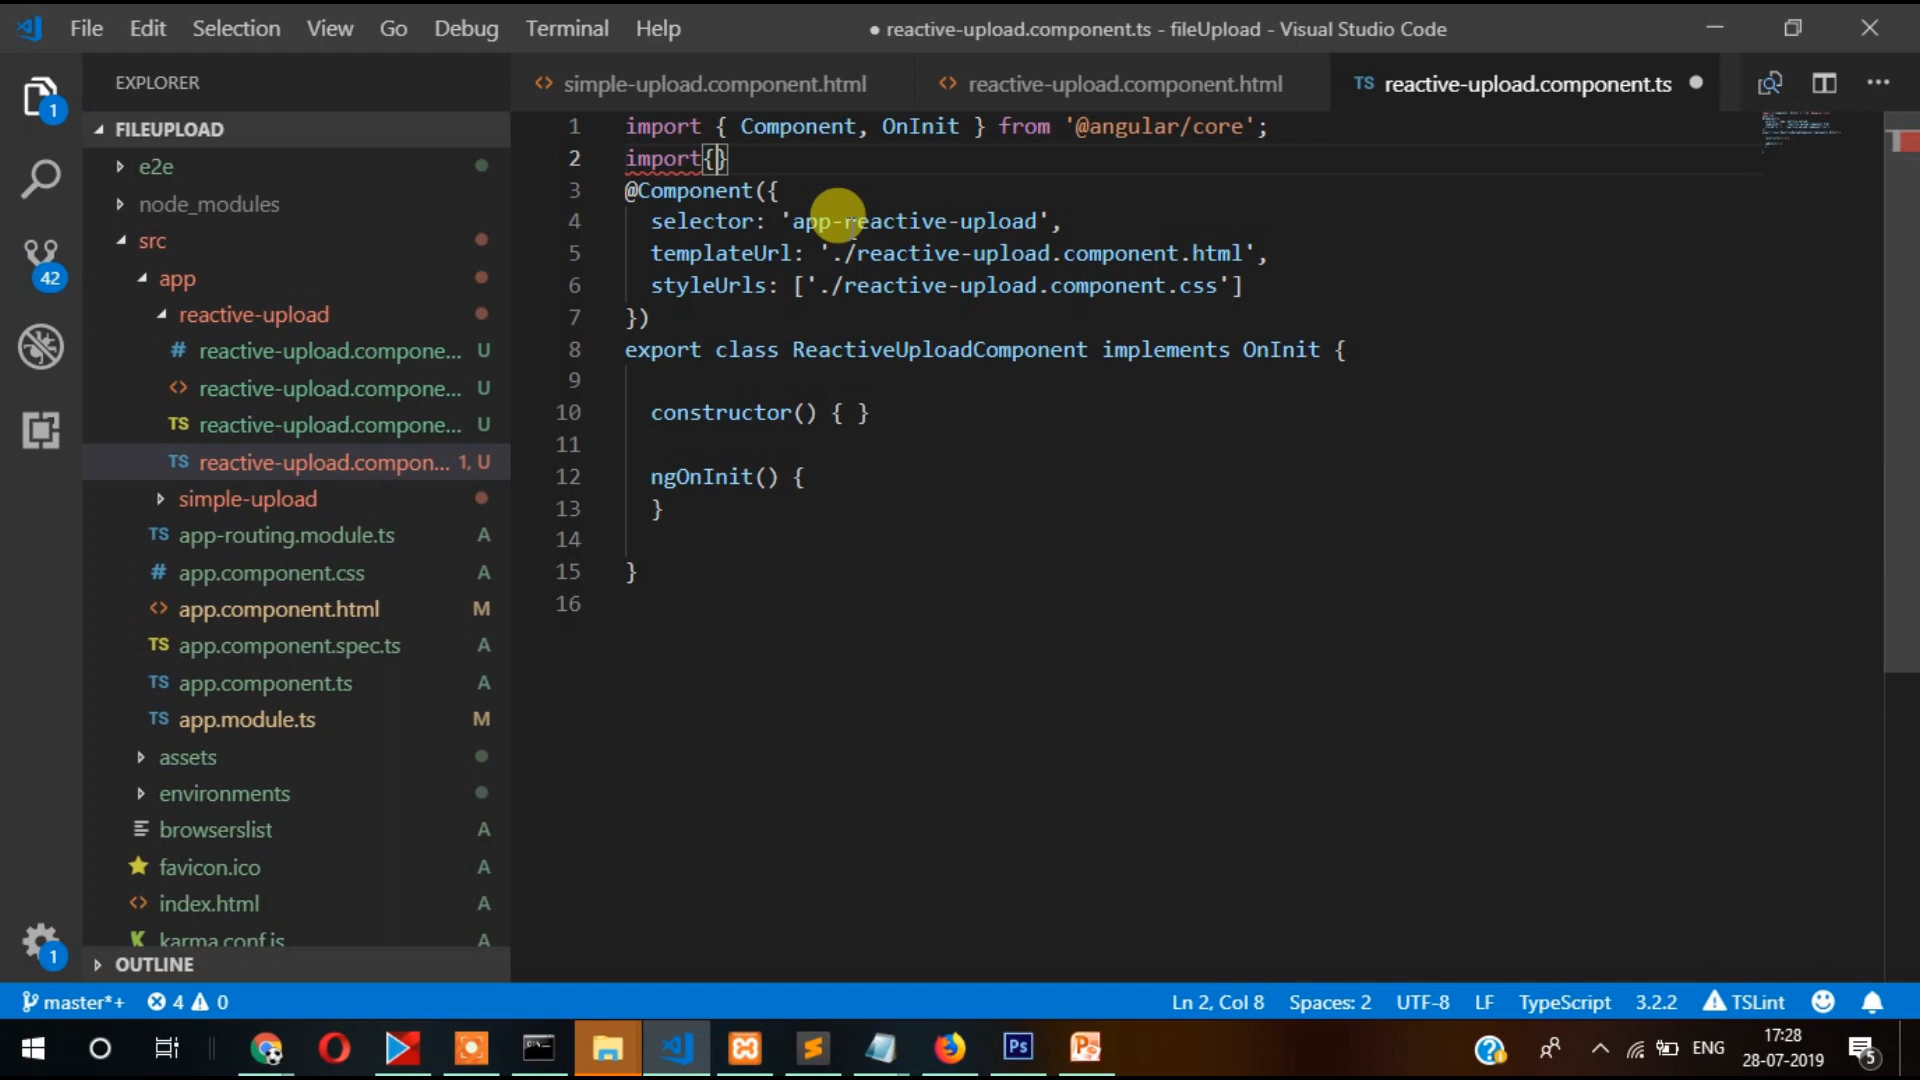 File Edit Selection View Go Debug Terminal Help
● reactive-upload.component.ts - fileUpload - Visual Studio Code
EXPLORER
simple-upload.component.html
reactive-upload.component.html
TS reactive-upload.component.ts
1
FILEUPLOAD
e2e
node_modules
src
42
app
reactive-upload
# reactive-upload.compone... U
<> reactive-upload.compone... U
TS reactive-upload.compone... U
TS reactive-upload.compon... 1, U
simple-upload
TS app-routing.module.ts A
# app.component.css A
<> app.component.html M
TS app.component.spec.ts A
TS app.component.ts A
TS app.module.ts M
assets
environments
browserslist A
favicon.ico A
<> index.html A
karma.conf.js A
1
OUTLINE
1 import { Component, OnInit } from '@angular/core';
2 import{}
3 @Component({
4 selector: 'app-reactive-upload',
5 templateUrl: './reactive-upload.component.html',
6 styleUrls: ['./reactive-upload.component.css']
7 })
8 export class ReactiveUploadComponent implements OnInit {
9
10 constructor() { }
11
12 ngOnInit() {
13 }
14
15 }
16
master*+ 4 0
Ln 2, Col 8 Spaces: 2 UTF-8 LF TypeScript 3.2.2 TSLint
Ps
ENG
17:28
28-07-2019
5